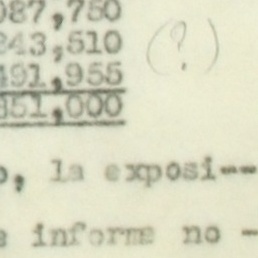 087,750
243,510 (?)
491,955
851,000
o, la exposi--
e informe no -